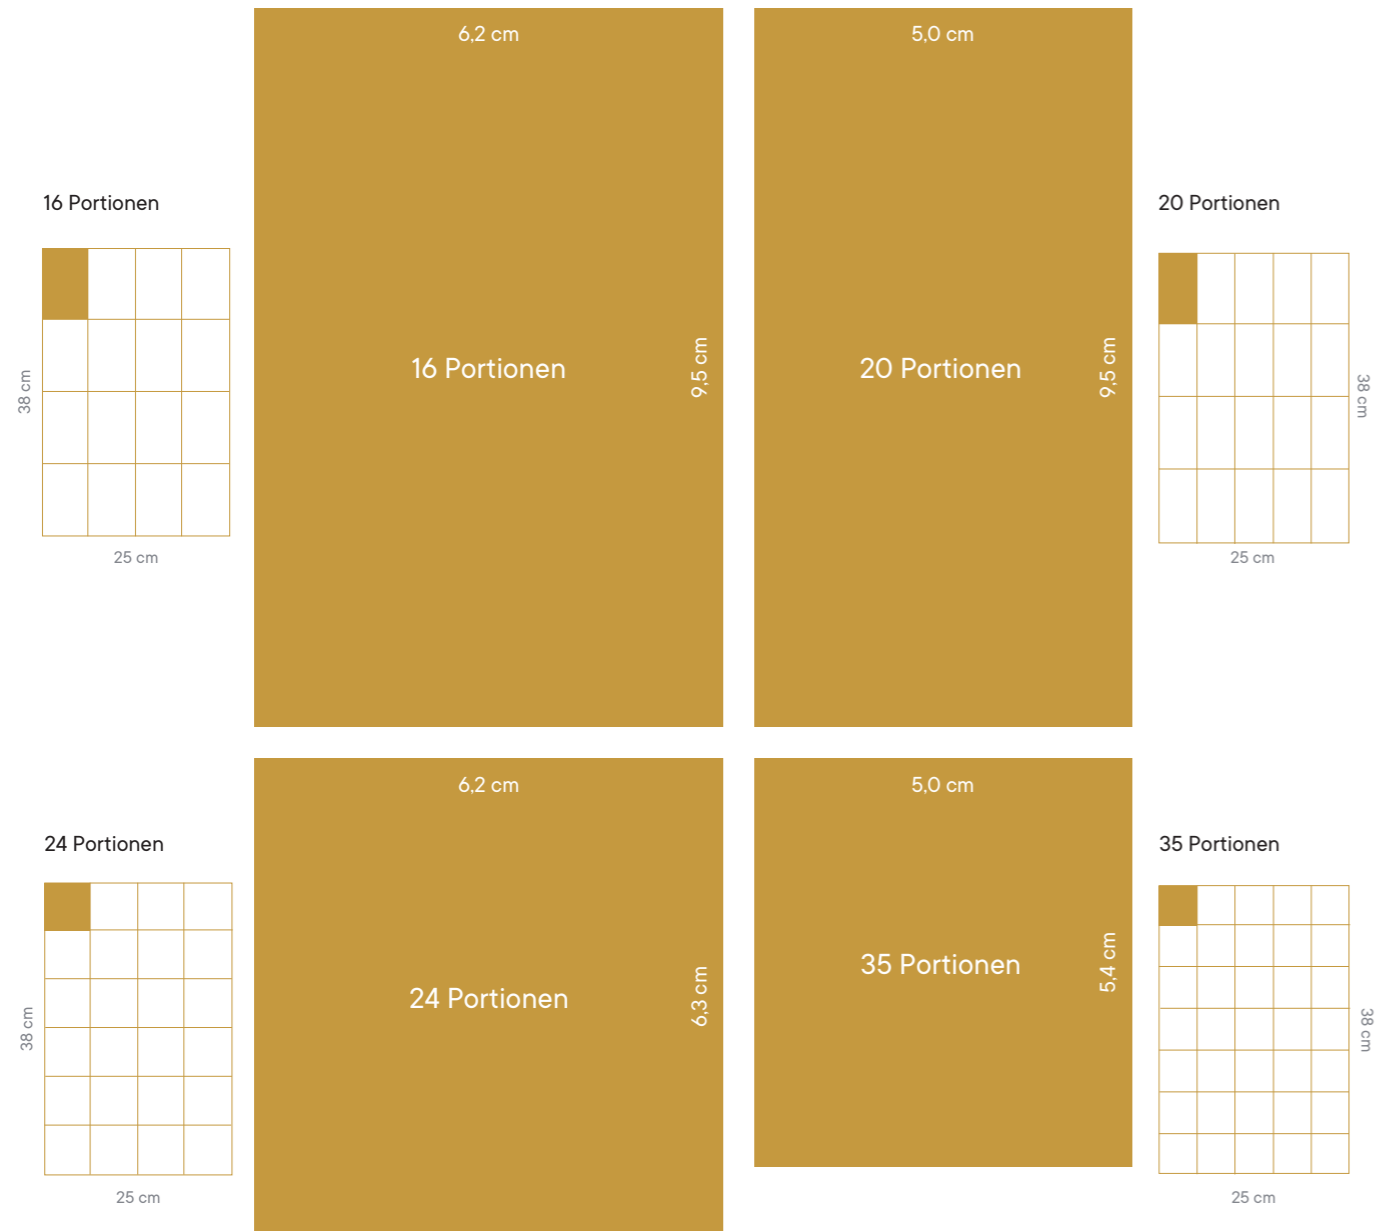 6,2 cm
5,0 cm
16 Portionen
20 Portionen
38 cm
16 Portionen
9,5 cm
20 Portionen
9,5 cm
38 cm
25 cm
25 cm
6,2 cm
5,0 cm
24 Portionen
35 Portionen
38 cm
24 Portionen
6,3 cm
35 Portionen
5,4 cm
38 cm
25 cm
25 cm